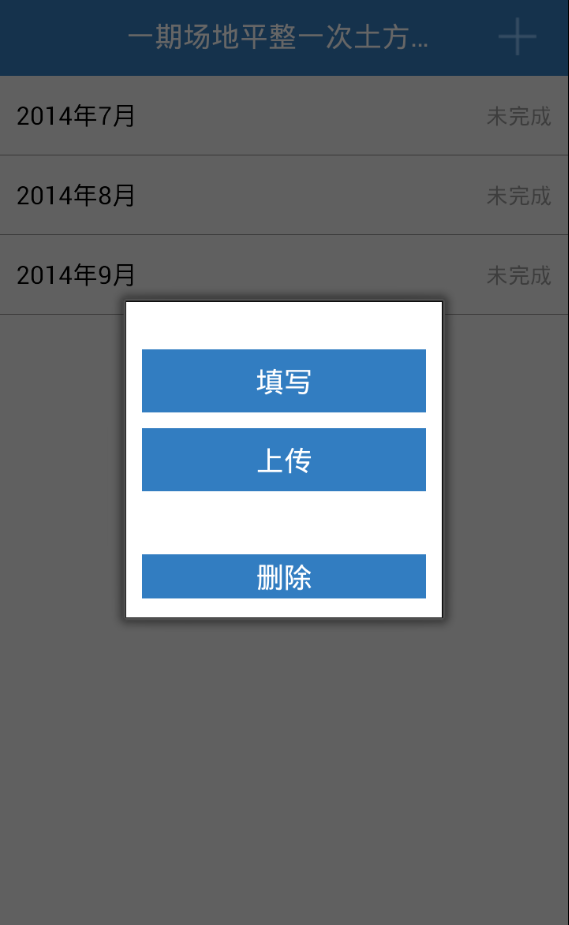 一期场地平整一次土方...
2014年7月 未完成
2014年8月 未完成
2014年9月 未完成
填写
上传
删除